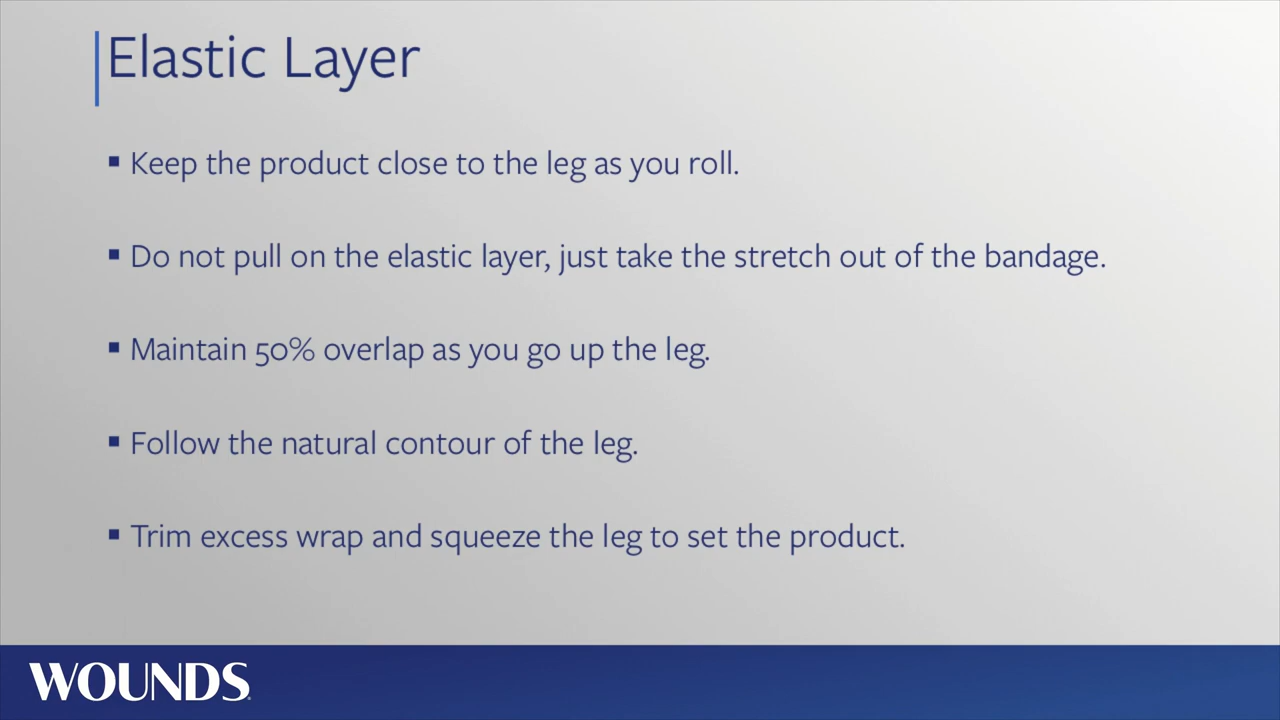 Elastic Layer
▪ Keep the product close to the leg as you roll.
▪ Do not pull on the elastic layer, just take the stretch out of the bandage.
▪ Maintain 50% overlap as you go up the leg.
▪ Follow the natural contour of the leg.
▪ Trim excess wrap and squeeze the leg to set the product.
WOUNDS